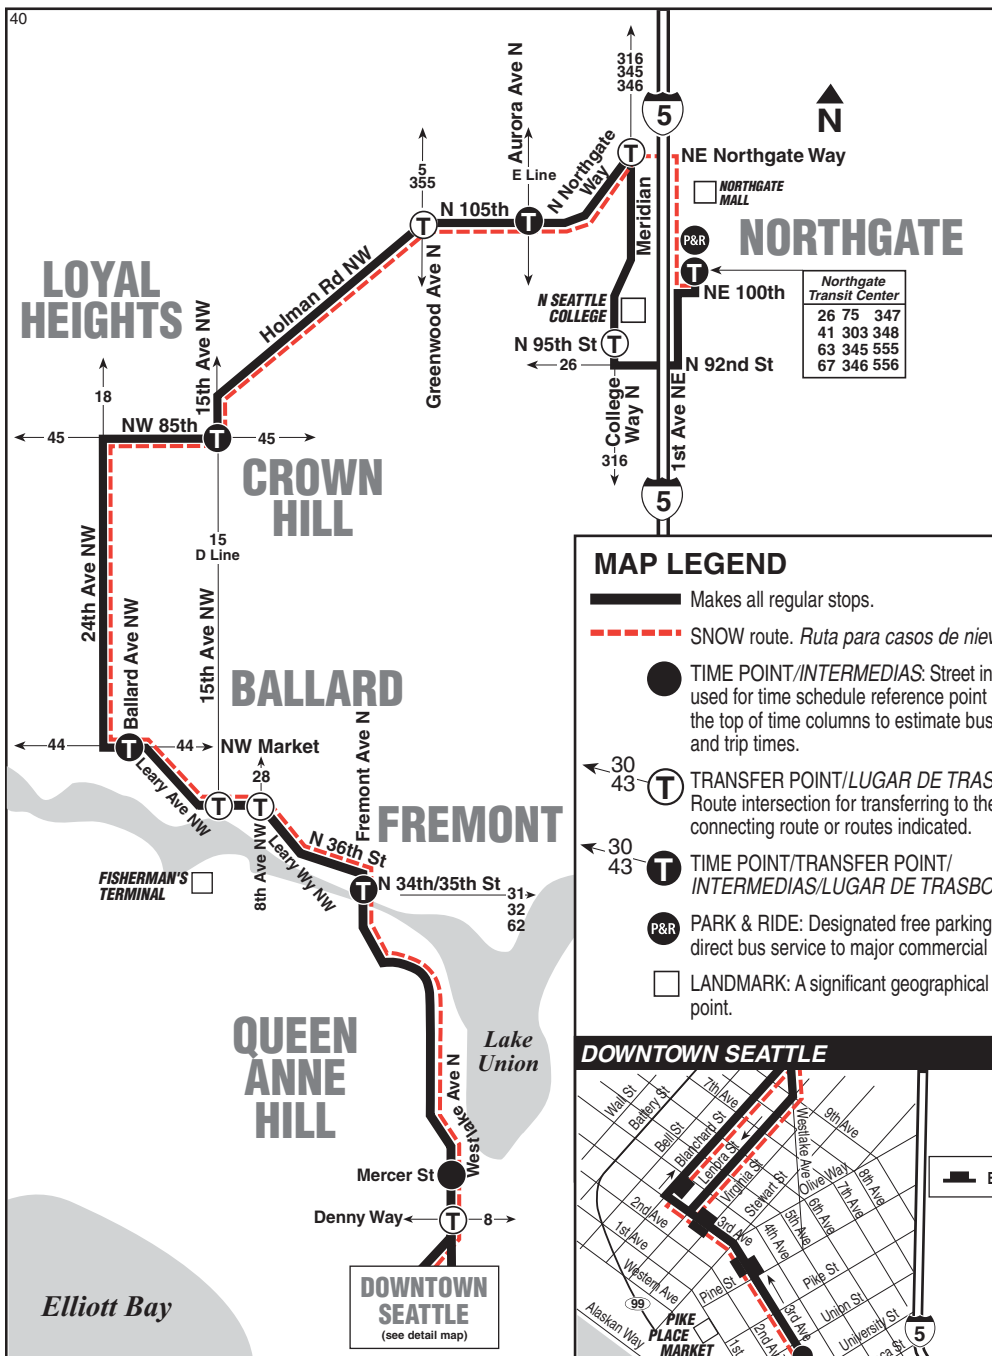 40
316
345
346
5
N
Aurora Ave N
E Line
N Northgate
Way
NE Northgate Way
NORTHGATE
MALL
5
355
N 105th
Meridian
P&R
NORTHGATE
T
NE 100th
Northgate
Transit Center
26 75 347
41 303 348
63 345 555
67 346 556
LOYAL
HEIGHTS
15th Ave NW
Holman Rd NW
Greenwood Ave N
N SEATTLE
COLLEGE
N 95th St
26
N 92nd St
College
Way N
316
1st Ave NE
5
18
NW 85th
45
45
CROWN
HILL
15
D Line
24th Ave NW
15th Ave NW
Ballard Ave NW
BALLARD
44
44
NW Market
Leary Ave NW
28
8th Ave NW
Leary Wy NW
Fremont Ave N
FREMONT
N 36th St
N 34th/35th St
31
32
62
FISHERMAN'S
TERMINAL
QUEEN
ANNE
HILL
Lake
Union
Westlake Ave N
Mercer St
Denny Way
8
DOWNTOWN
SEATTLE
(see detail map)
Elliott Bay
MAP LEGEND
Makes all regular stops.
SNOW route. Ruta para casos de niev
TIME POINT/INTERMEDIAS: Street in
used for time schedule reference point
the top of time columns to estimate bus
and trip times.
30
43
T
TRANSFER POINT/LUGAR DE TRAS
Route intersection for transferring to the
connecting route or routes indicated.
30
43
T
TIME POINT/TRANSFER POINT/
INTERMEDIAS/LUGAR DE TRASBO
P&R
PARK & RIDE: Designated free parking
direct bus service to major commercial
LANDMARK: A significant geographical
point.
DOWNTOWN SEATTLE
Wall St
Battery St
7th Ave
Bell St
Blanchard St
Lenora St
Virginia St
Stewart St
Westlake Ave
9th Ave
Olive Way
8th Ave
7th Ave
6th Ave
5th Ave
4th Ave
3rd Ave
2nd Ave
1st Ave
Western Ave
Alaskan Way
99
Pine St
Pike St
PIKE
PLACE
MARKET
1st
2nd Av
3rd Ave
Union St
University St
5